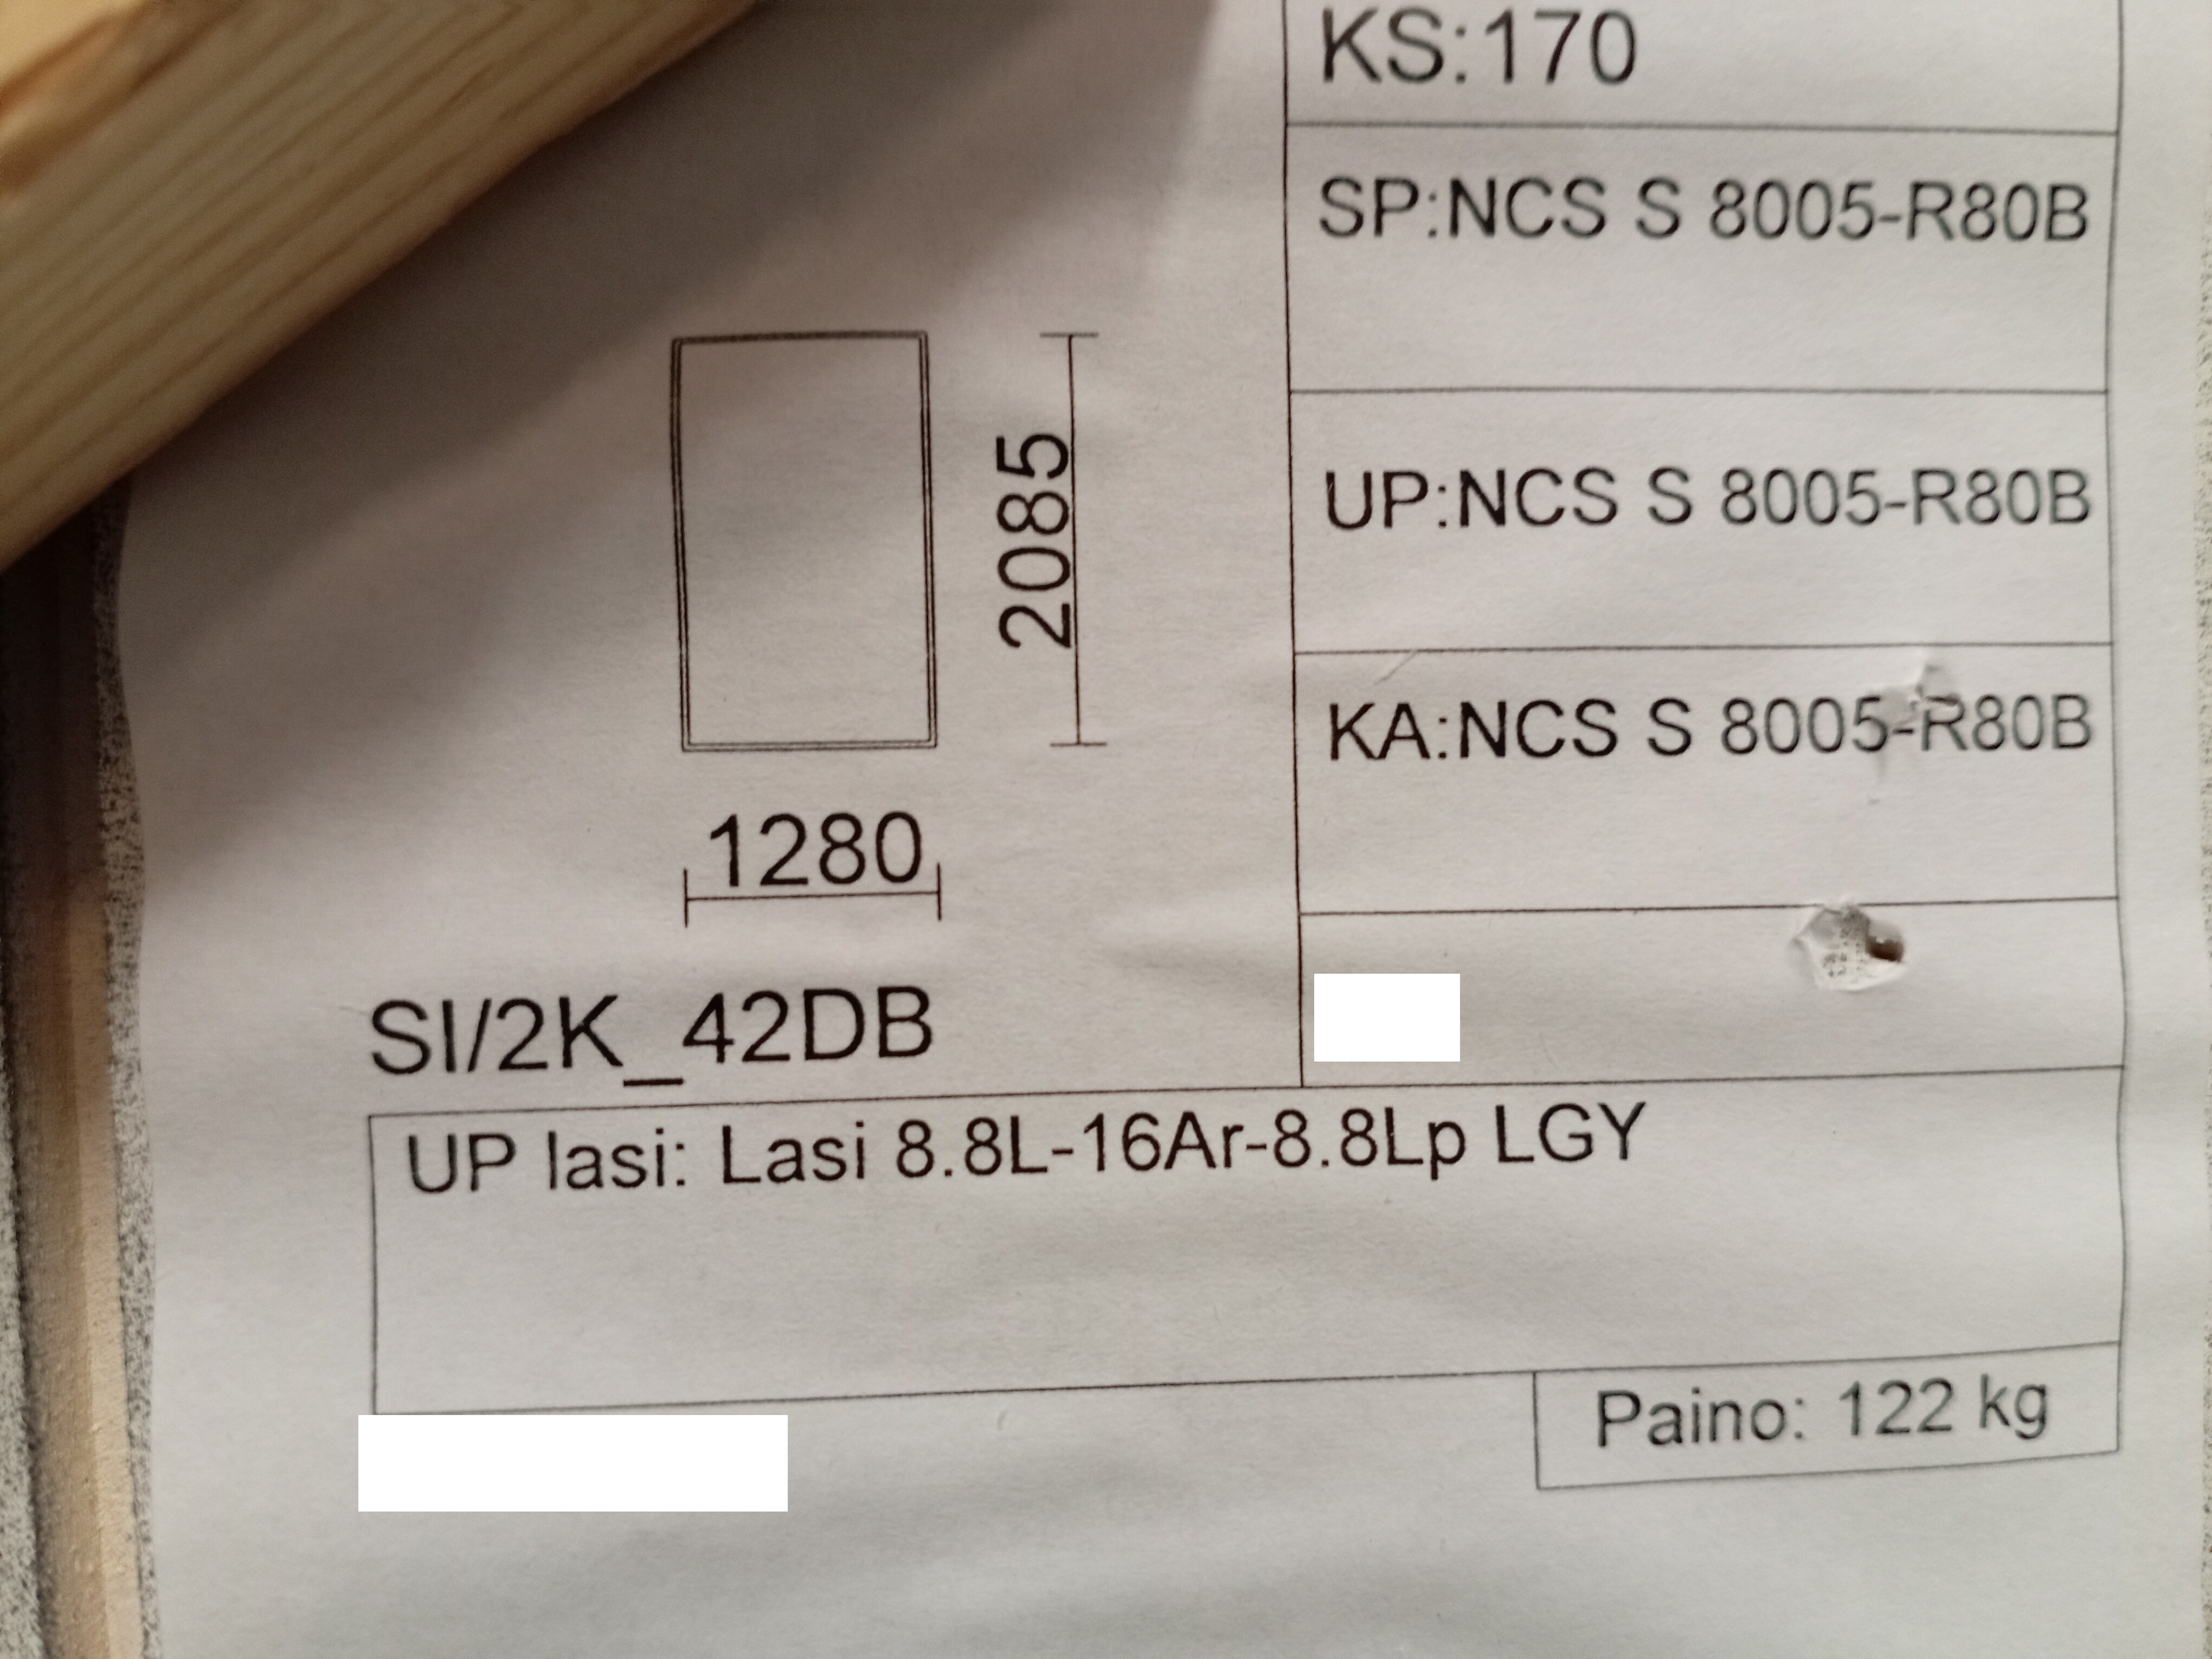 KS:170
SP:NCS S 8005-R80B
UP:NCS S 8005-R80B
KA:NCS S 8005-R80B
2085
1280
SI/2K_42DB
UP lasi: Lasi 8.8L-16Ar-8.8Lp LGY
Paino: 122 kg